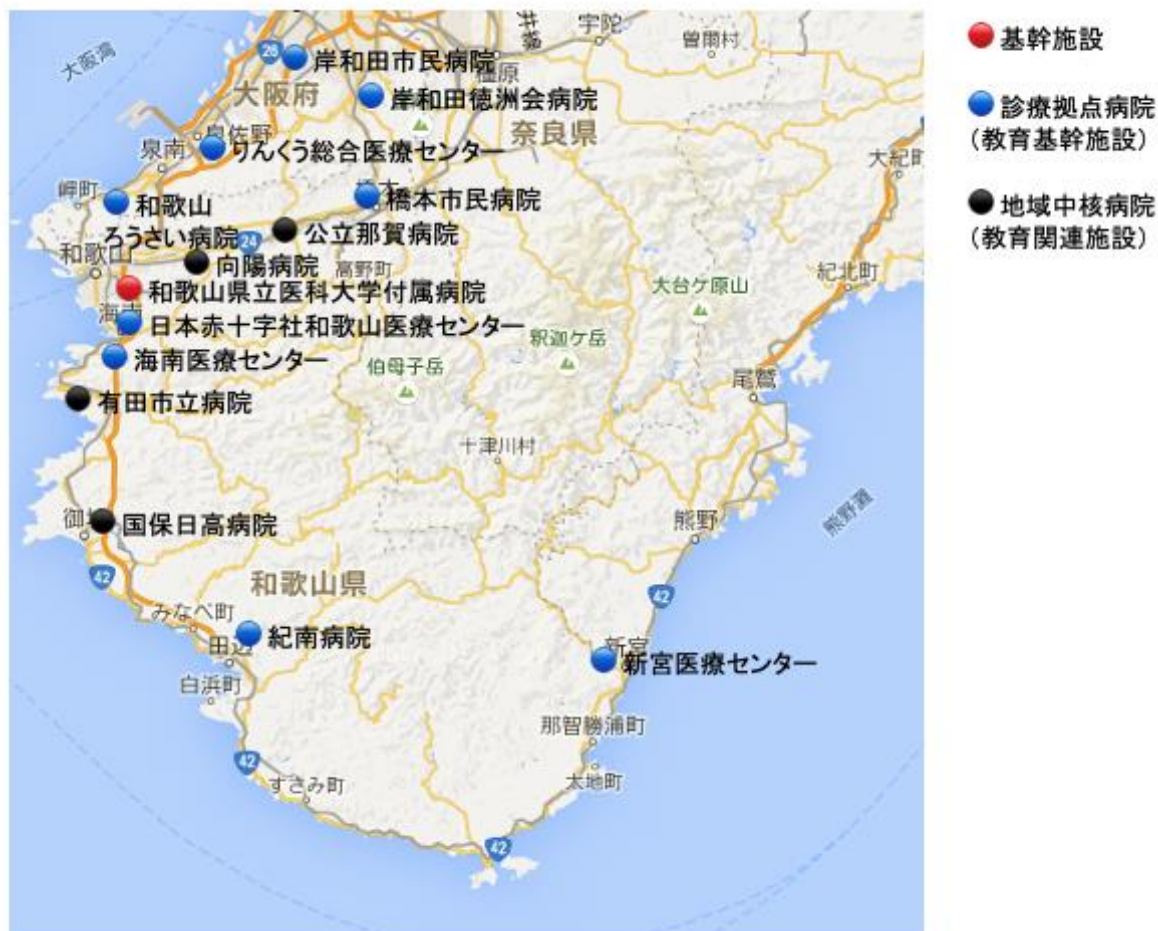 宇陀
曽爾村
大阪湾
26
岸和田市民病院
橿原
大阪府
岸和田徳洲会病院
奈良県
泉佐野
りんくう総合医療センター
泉南
大紀町
岬町
和歌山
ろうさい病院
橋本市民病院
24
公立那賀病院
和歌山
向陽病院
高野町
紀北町
大台ケ原山
和歌山県立医科大学付属病院
海南
日本赤十字社和歌山医療センター
釈迦ケ岳
海南医療センター
伯母子岳
尾鷲
有田市立病院
十津川村
熊野灘
国保日高病院
熊野
42
和歌山県
42
みなべ町
紀南病院
田辺
新宮
新宮医療センター
白浜町
那智勝浦町
42
すさみ町
太地町
42
基幹施設
診療拠点病院
(教育基幹施設)
地域中核病院
(教育関連施設)